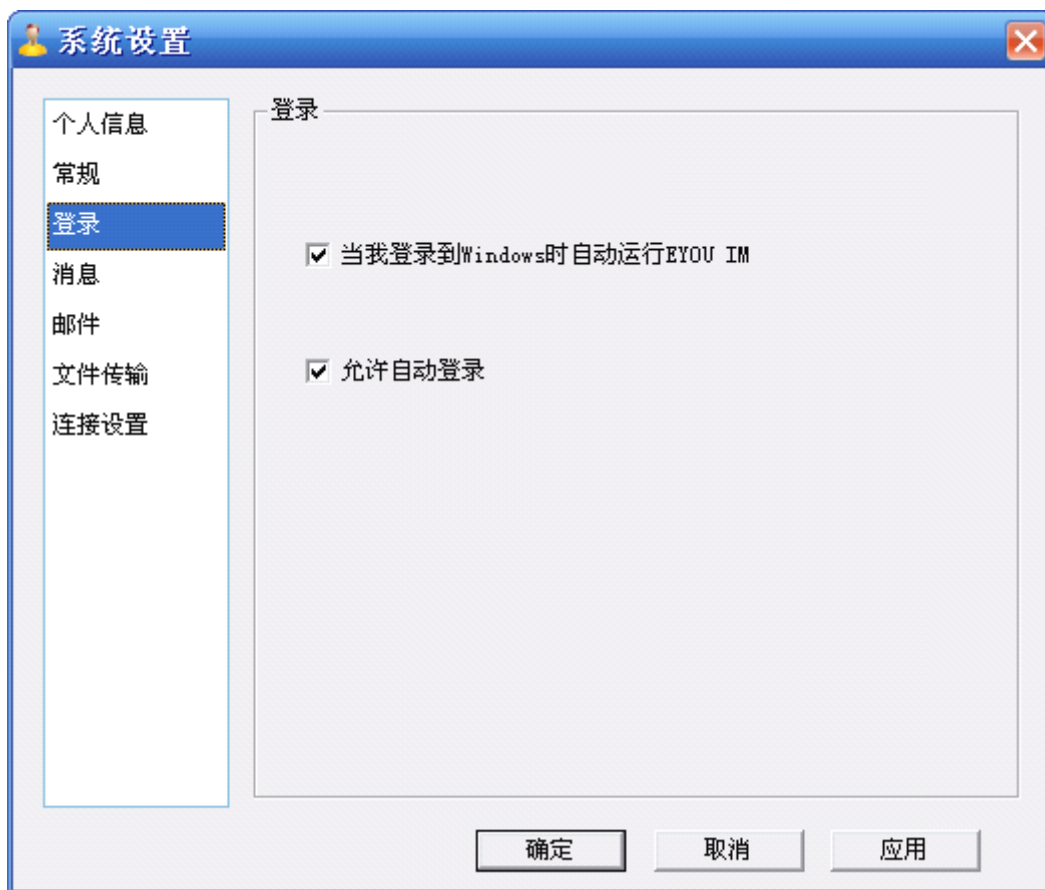 系统设置
个人信息
常规
登录
消息
邮件
文件传输
连接设置
登录
当我登录到Windows时自动运行EYOU IM
允许自动登录
确定
取消
应用